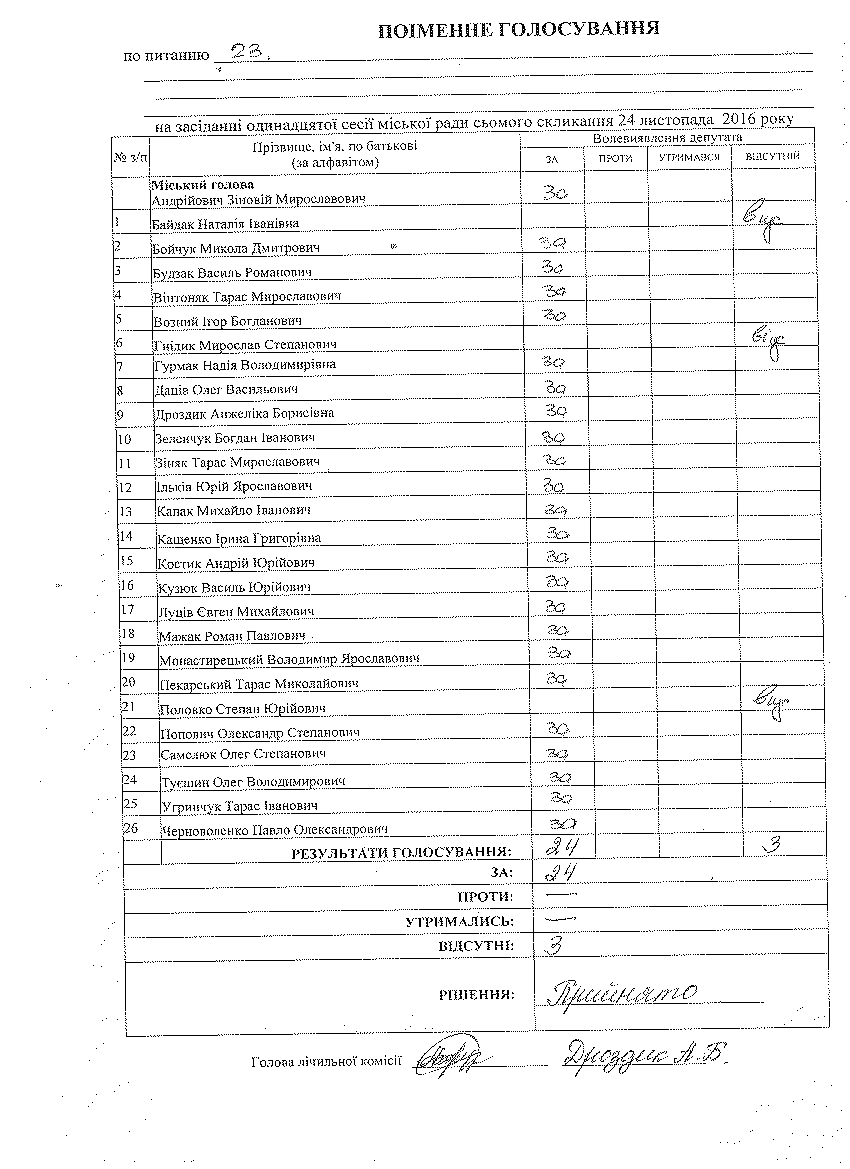 ПОІМЕННЕ ГОЛОСУВАННЯ
по питанню 23.
на засіданні одинадцятої сесії міської ради сьомого скликання 24 листопада 2016 року
№ з/п Прізвище, ім'я, по батькові (за алфавітом) Волевиявлення депутата
ЗА ПРОТИ УТРИМАВСЯ ВІДСУТНІЙ
Міський голова
Андрійович Зіновій Мирославович за
1 Байдак Наталія Іванівна відс
2 Бойчук Микола Дмитрович за
3 Будзак Василь Романович за
4 Вінтоняк Тарас Мирославович за
5 Возний Ігор Богданович за
6 Гнідик Мирослав Степанович відс
7 Гурмак Надія Володимирівна за
8 Даців Олег Васильович за
9 Дроздик Анжеліка Борисівна за
10 Зеленчук Богдан Іванович за
11 Зіняк Тарас Мирославович за
12 Ільків Юрій Ярославович за
13 Капак Михайло Іванович за
14 Кащенко Ірина Григорівна за
15 Костик Андрій Юрійович за
16 Кузюк Василь Юрійович за
17 Луців Євген Михайлович за
18 Мажак Роман Павлович за
19 Монастирецький Володимир Ярославович за
20 Пекарський Тарас Миколайович за
21 Половко Степан Юрійович відс
22 Попович Олександр Степанович за
23 Самелюк Олег Степанович за
24 Туєшин Олег Володимирович за
25 Угринчук Тарас Іванович за
26 Черноволенко Павло Олександрович за
РЕЗУЛЬТАТИ ГОЛОСУВАННЯ: 24 3
ЗА: 24
ПРОТИ: —
УТРИМАЛИСЬ: —
ВІДСУТНІ: 3
РІШЕННЯ: Прийнято
Голова лічильної комісії Дроздик А.Б.